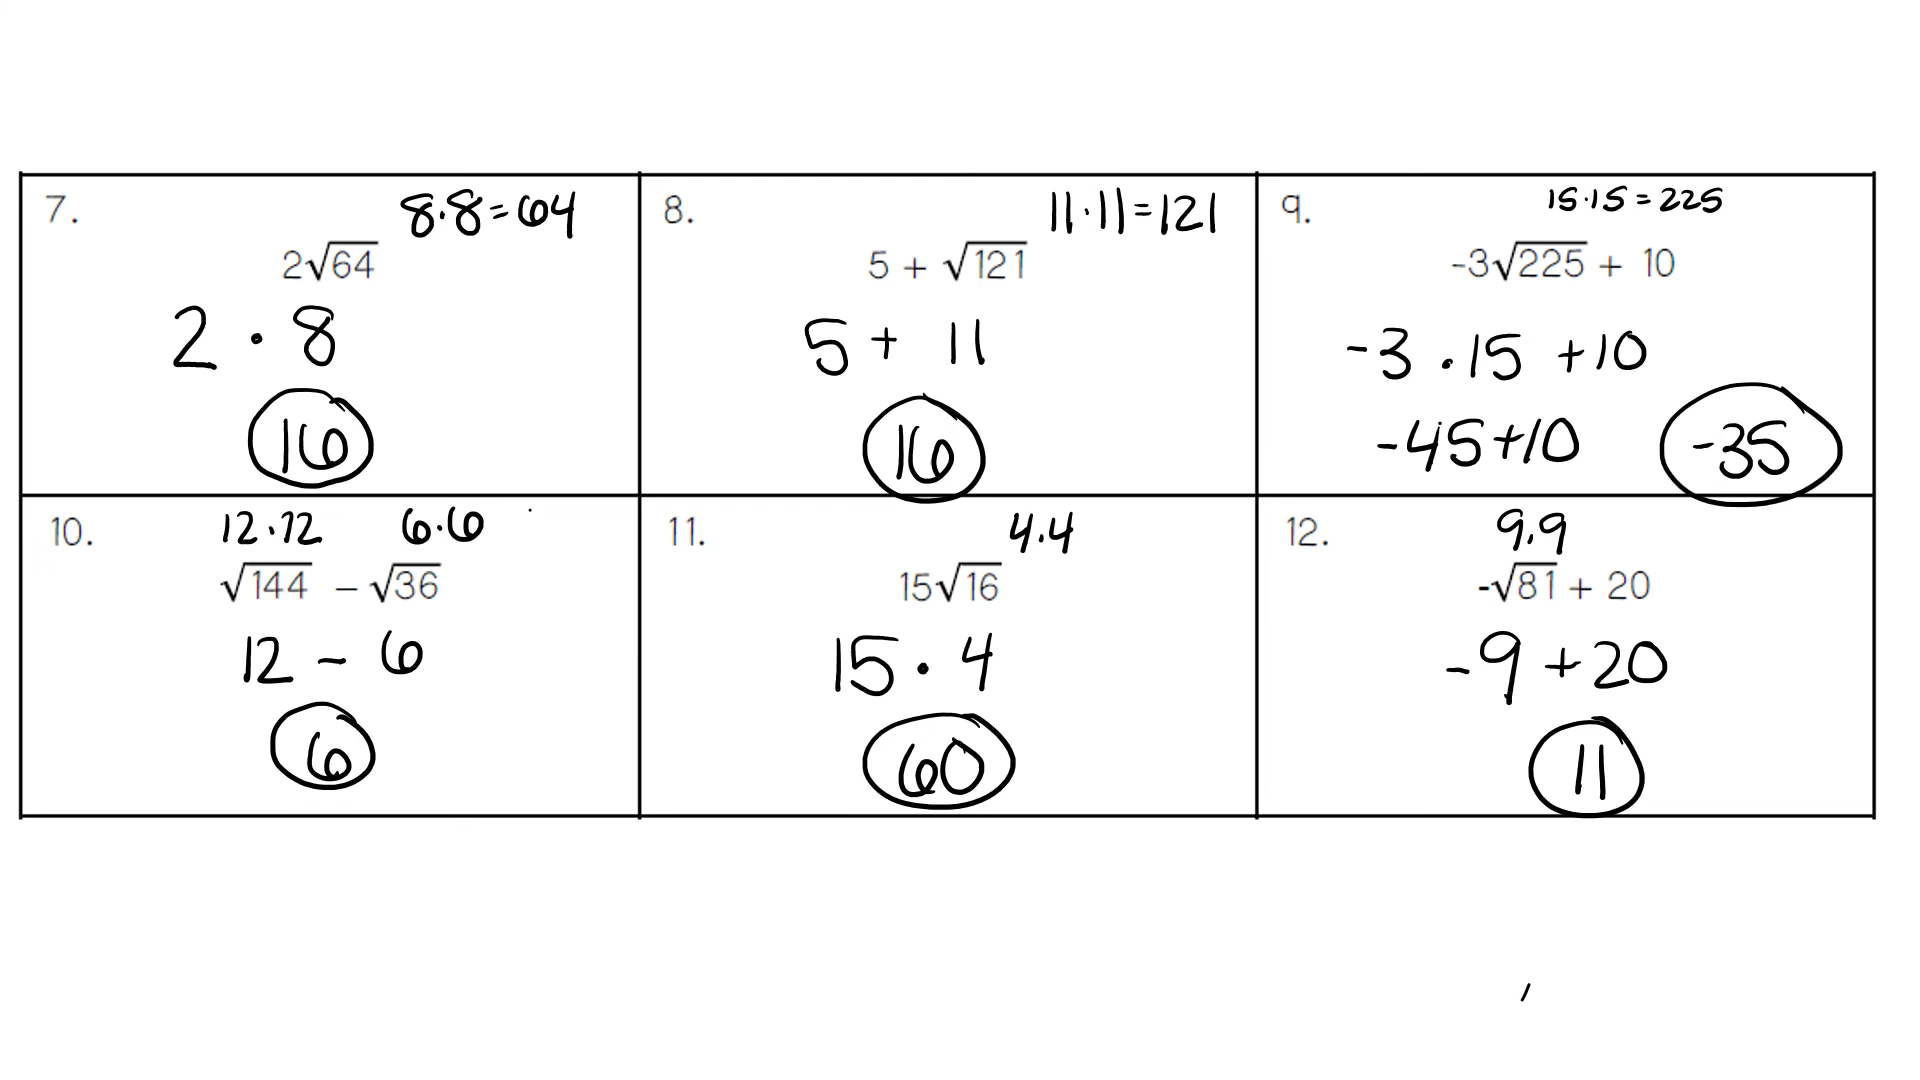 7.
8·8=64
2√64
2 · 8
16
8.
11·11=121
5 + √121
5 + 11
16
9.
15·15=225
-3√225 + 10
-3 · 15 +10
-45+10
-35
10.
12·12 6·6
√144 – √36
12 - 6
6
11.
4·4
15√16
15 · 4
60
12.
9·9
-√81 + 20
-9 +20
11